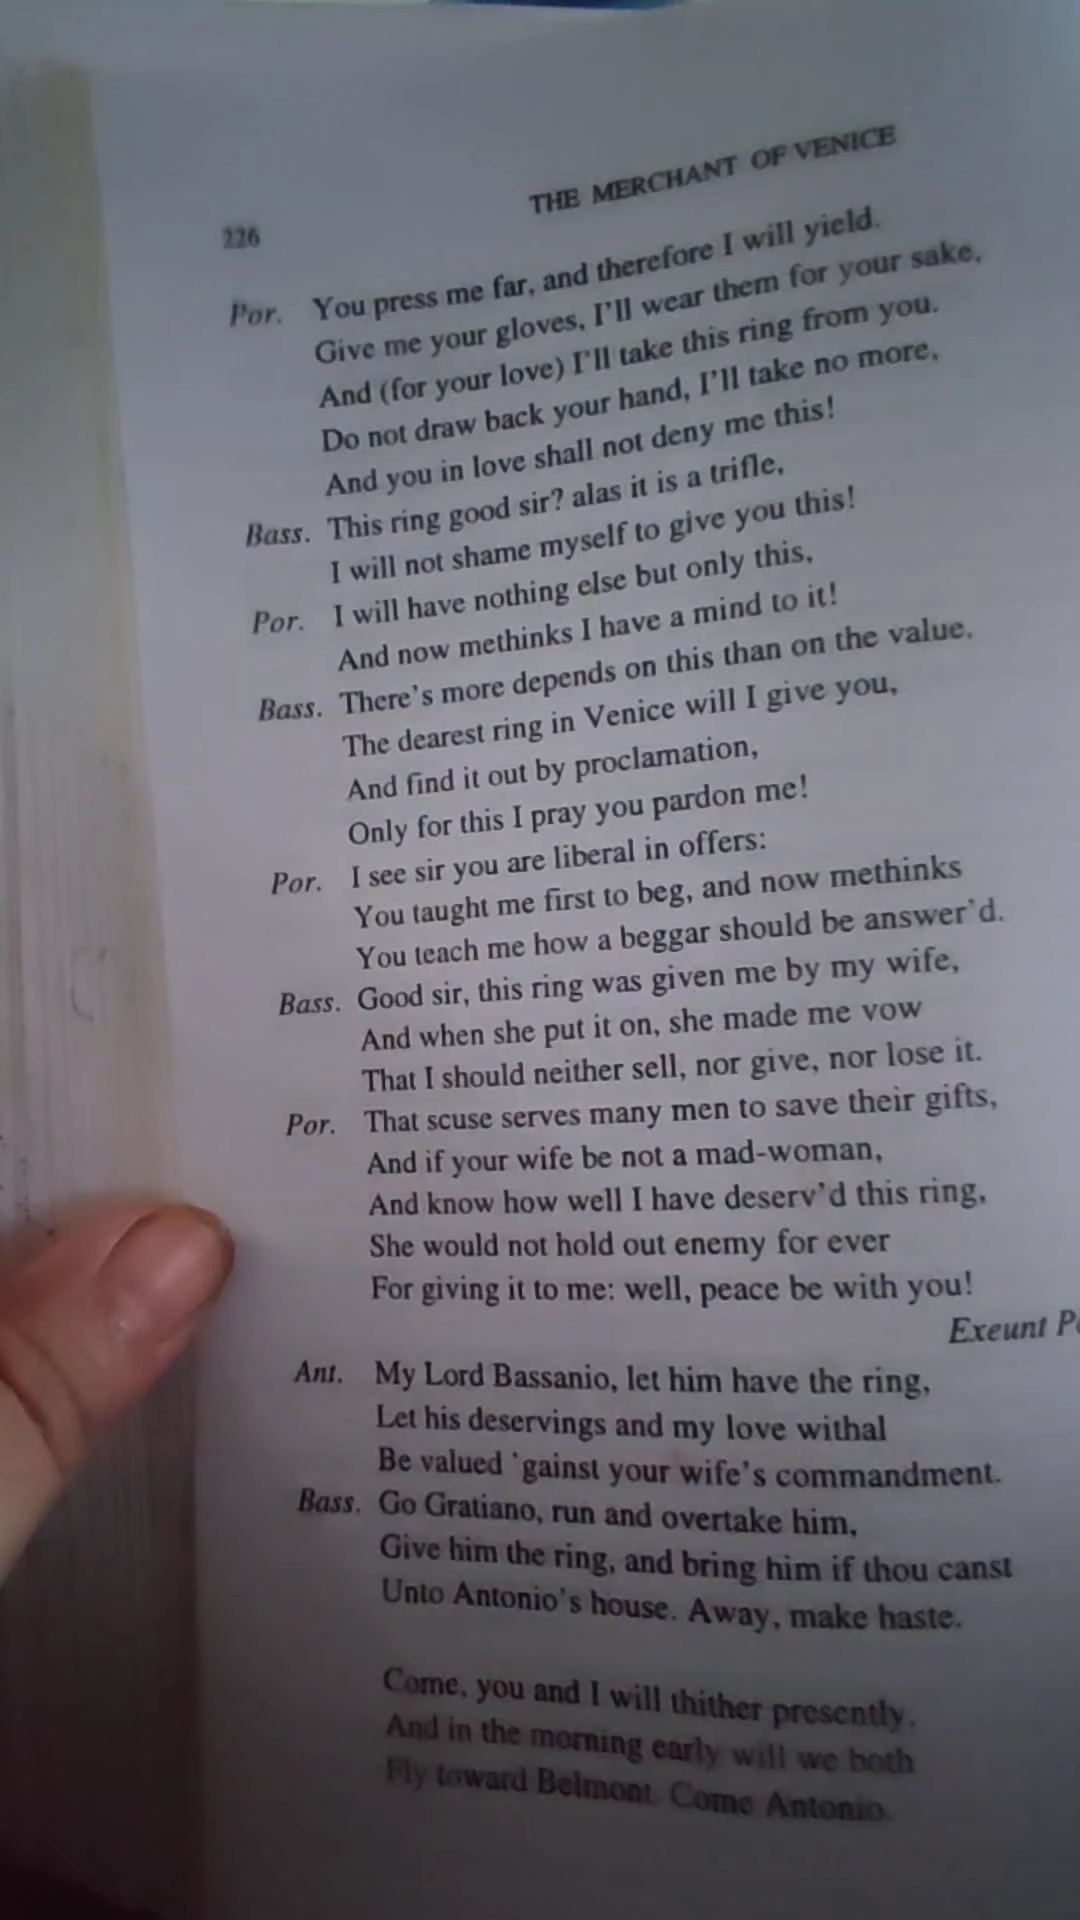 THE MERCHANT OF VENICE
226
Por. You press me far, and therefore I will yield.
Give me your gloves, I'll wear them for your sake,
And (for your love) I'll take this ring from you.
Do not draw back your hand, I'll take no more,
And you in love shall not deny me this!
Bass. This ring good sir? alas it is a trifle,
I will not shame myself to give you this!
Por. I will have nothing else but only this,
And now methinks I have a mind to it!
Bass. There's more depends on this than on the value.
The dearest ring in Venice will I give you,
And find it out by proclamation,
Only for this I pray you pardon me!
Por. I see sir you are liberal in offers:
You taught me first to beg, and now methinks
You teach me how a beggar should be answer'd.
Bass. Good sir, this ring was given me by my wife,
And when she put it on, she made me vow
That I should neither sell, nor give, nor lose it.
Por. That scuse serves many men to save their gifts,
And if your wife be not a mad-woman,
And know how well I have deserv'd this ring,
She would not hold out enemy for ever
For giving it to me: well, peace be with you!
Exeunt
Ant. My Lord Bassanio, let him have the ring,
Let his deservings and my love withal
Be valued 'gainst your wife's commandment.
Bass. Go Gratiano, run and overtake him,
Give him the ring, and bring him if thou canst
Unto Antonio's house. Away, make haste.
Come, you and I will thither presently.
And in the morning early will we both
Fly toward Belmont. Come Antonio.